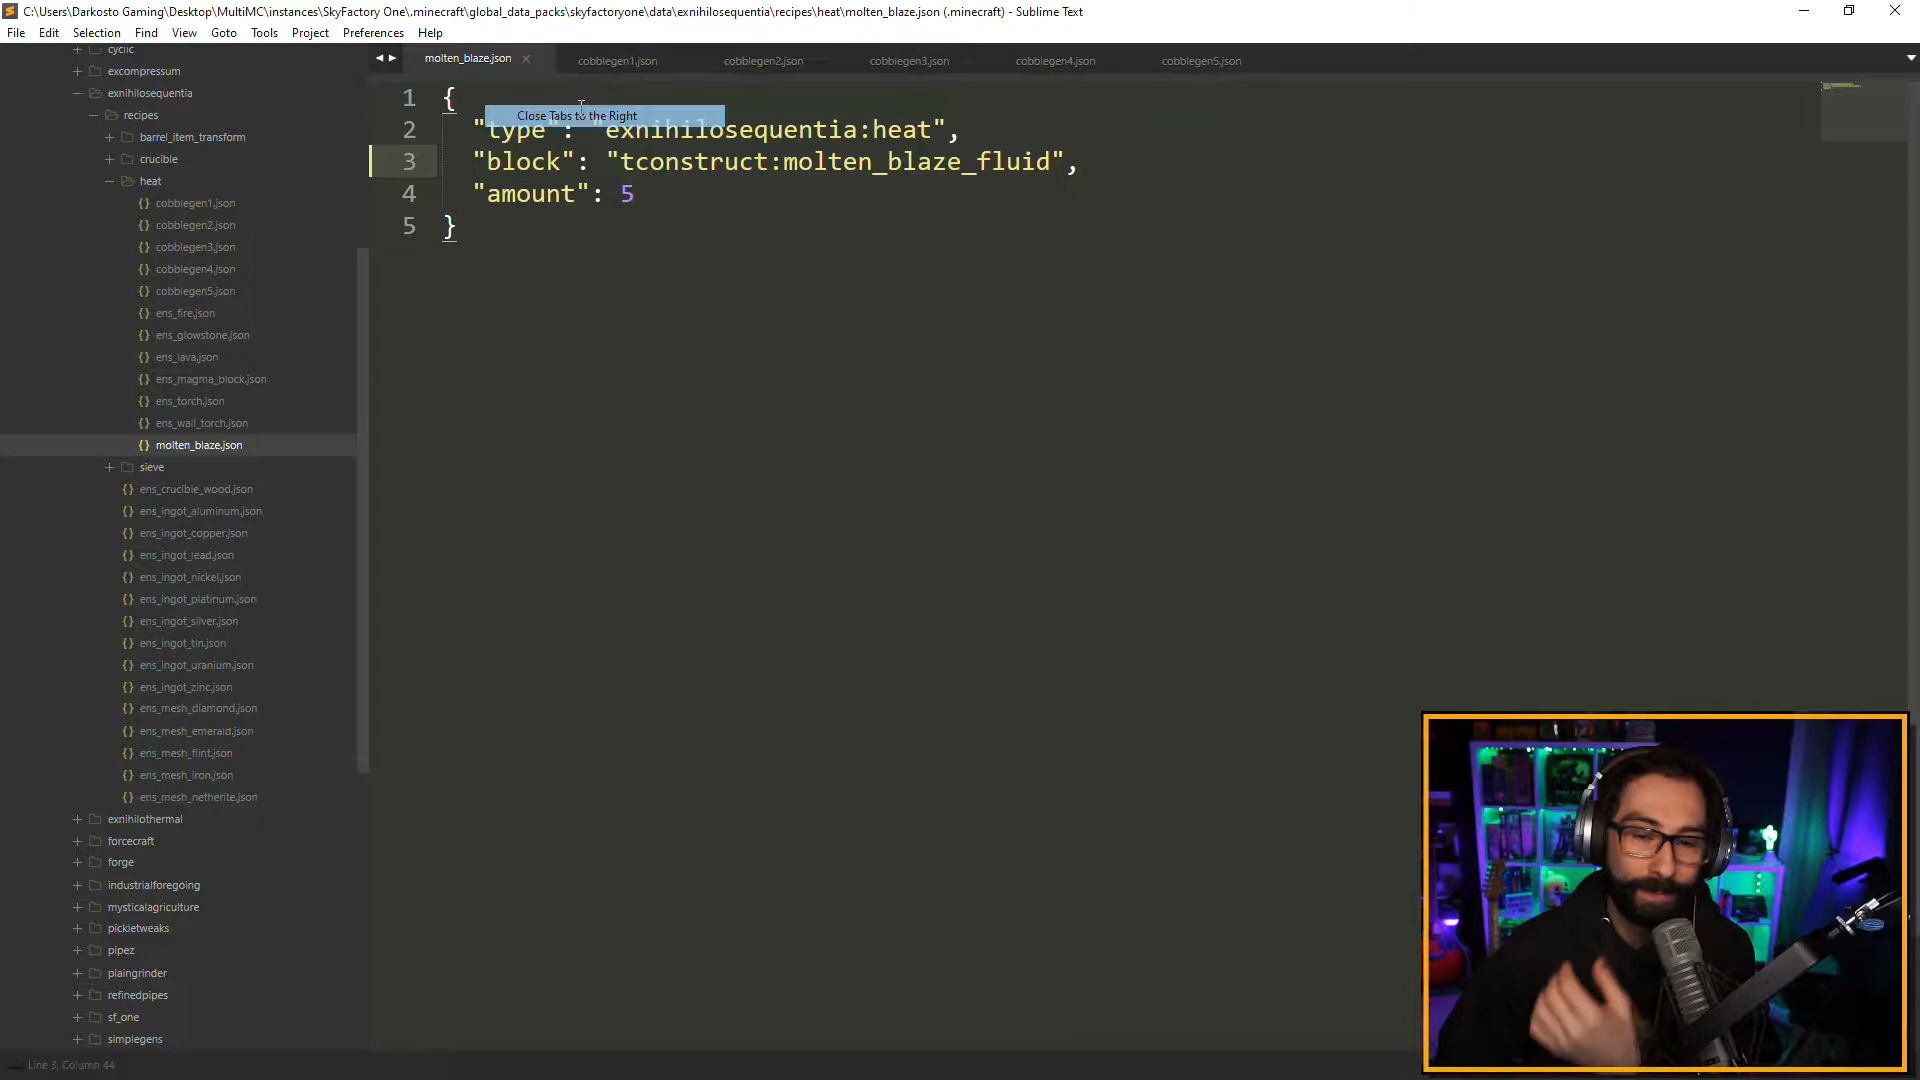 C:\Users\Darkosto Gaming\Desktop\MultiMC\instances\SkyFactory One\.minecraft\global_data_packs\skyfactoryone\data\exnihilosequentia\recipes\heat\molten_blaze.json (.minecraft) - Sublime Text
File Edit Selection Find View Goto Tools Project Preferences Help
molten_blaze.json cobblegen1.json cobblegen2.json cobblegen3.json cobblegen4.json cobblegen5.json
cyclic
excompressum
exnihilosequentia
recipes
barrel_item_transform
crucible
heat
cobblegen1.json
cobblegen2.json
cobblegen3.json
cobblegen4.json
cobblegen5.json
ens_fire.json
ens_glowstone.json
ens_lava.json
ens_magma_block.json
ens_torch.json
ens_wall_torch.json
molten_blaze.json
sieve
ens_crucible_wood.json
ens_ingot_aluminum.json
ens_ingot_copper.json
ens_ingot_lead.json
ens_ingot_nickel.json
ens_ingot_platinum.json
ens_ingot_silver.json
ens_ingot_tin.json
ens_ingot_uranium.json
ens_ingot_zinc.json
ens_mesh_diamond.json
ens_mesh_emerald.json
ens_mesh_flint.json
ens_mesh_iron.json
ens_mesh_netherite.json
exnihilothermal
forcecraft
forge
industrialforegoing
mysticalagriculture
pickletweaks
pipez
plaingrinder
refinedpipes
sf_one
simplegens
1 {
Close Tabs to the Right
2 "type": "exnihilosequentia:heat",
3 "block": "tconstruct:molten_blaze_fluid",
4 "amount": 5
5 }
Line 3, Column 44